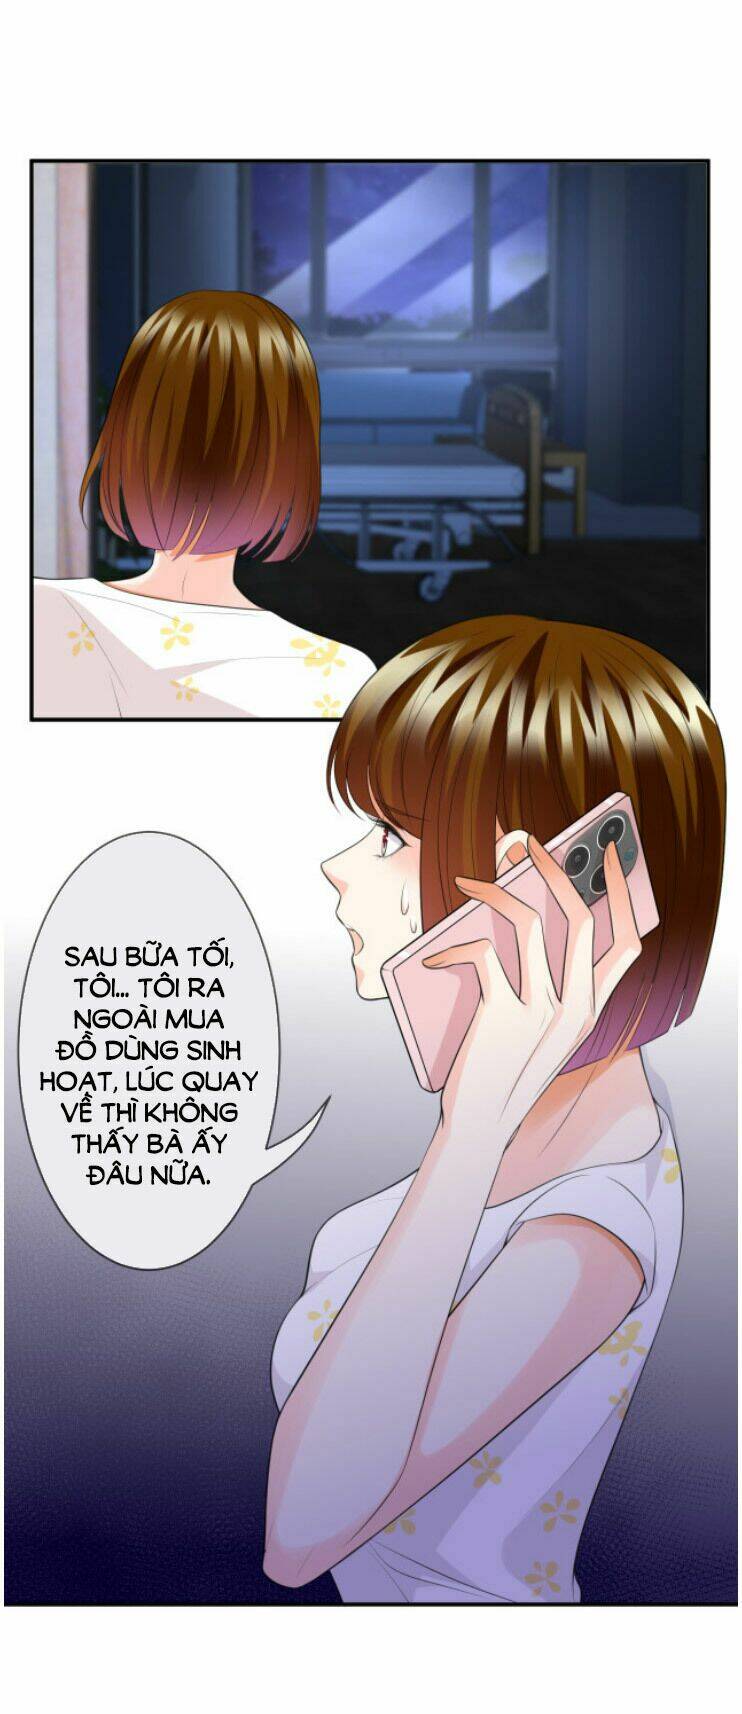 SAU BỮA TỐI,
TÔI... TÔI RA
NGOÀI MUA
ĐỒ DÙNG SINH
HOẠT, LÚC QUAY
VỀ THÌ KHÔNG
THẤY BÀ ẤY
ĐÂU NỮA.